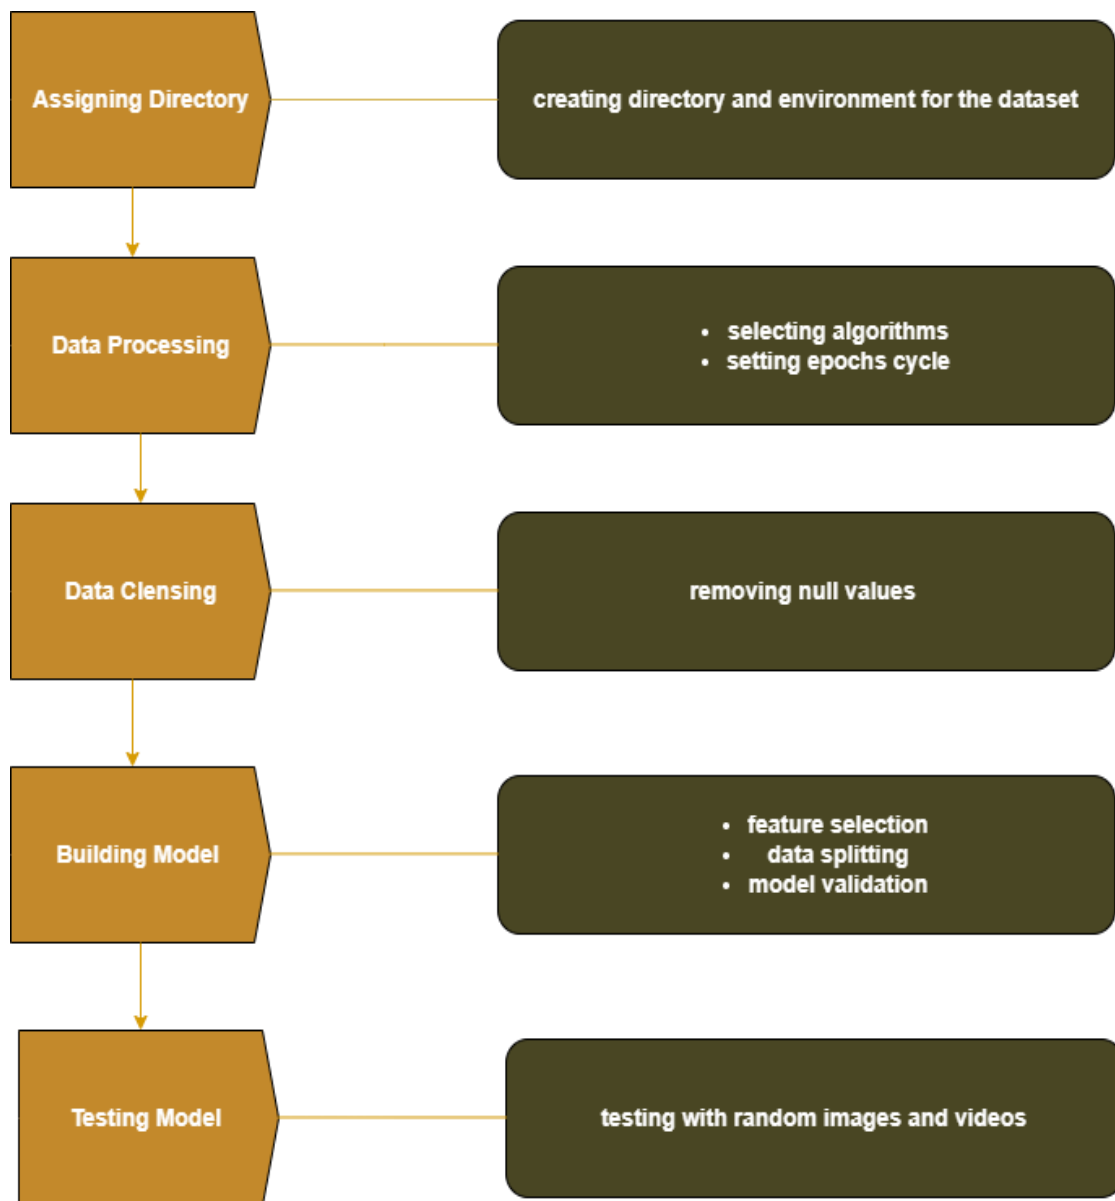 Assigning Directory
creating directory and environment for the dataset
Data Processing
• selecting algorithms
• setting epochs cycle
Data Clensing
removing null values
Building Model
• feature selection
• data splitting
• model validation
Testing Model
testing with random images and videos